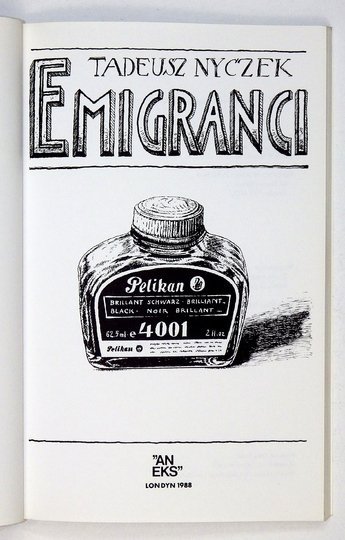 TADEUSZ NYCZEK
EMIGRANCI
Pelikan
BRILLANT SCHWARZ - BRILLIANT
BLACK - NOIR BRILLANT
62,5 ml e 4001 2 fl. oz.
Pelikan
"AN
EKS"
LONDYN 1988